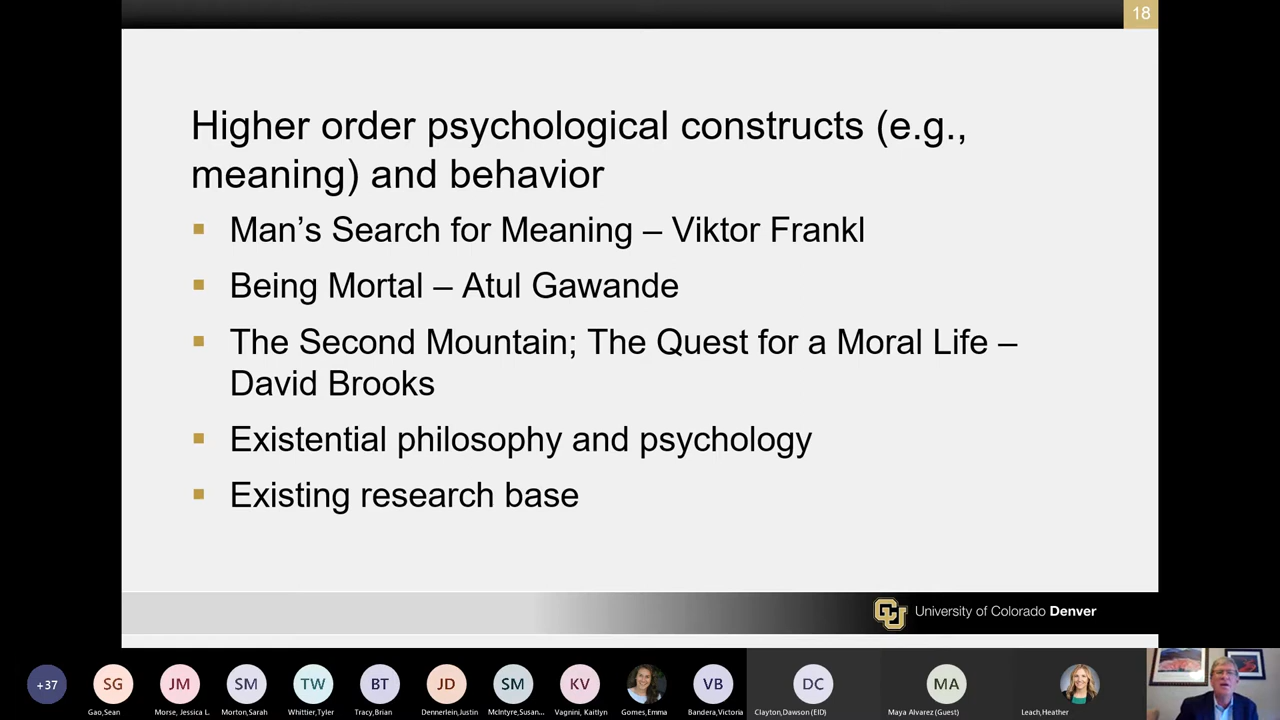 18
Higher order psychological constructs (e.g.,
meaning) and behavior
Man’s Search for Meaning – Viktor Frankl
Being Mortal – Atul Gawande
The Second Mountain; The Quest for a Moral Life –
David Brooks
Existential philosophy and psychology
Existing research base
CU University of Colorado Denver
+37 SG JM SM TW BT JD SM KV VB DC MA
Gao,Sean Morse, Jessica L. Morton,Sarah Whittier,Tyler Tracy,Brian Dennerlein,Justin McIntyre,Susan... Vagnini, Kaitlyn Gomes,Emma Bandera,Victoria Clayton,Dawson (EID) Maya Alvarez (Guest) Leach,Heather